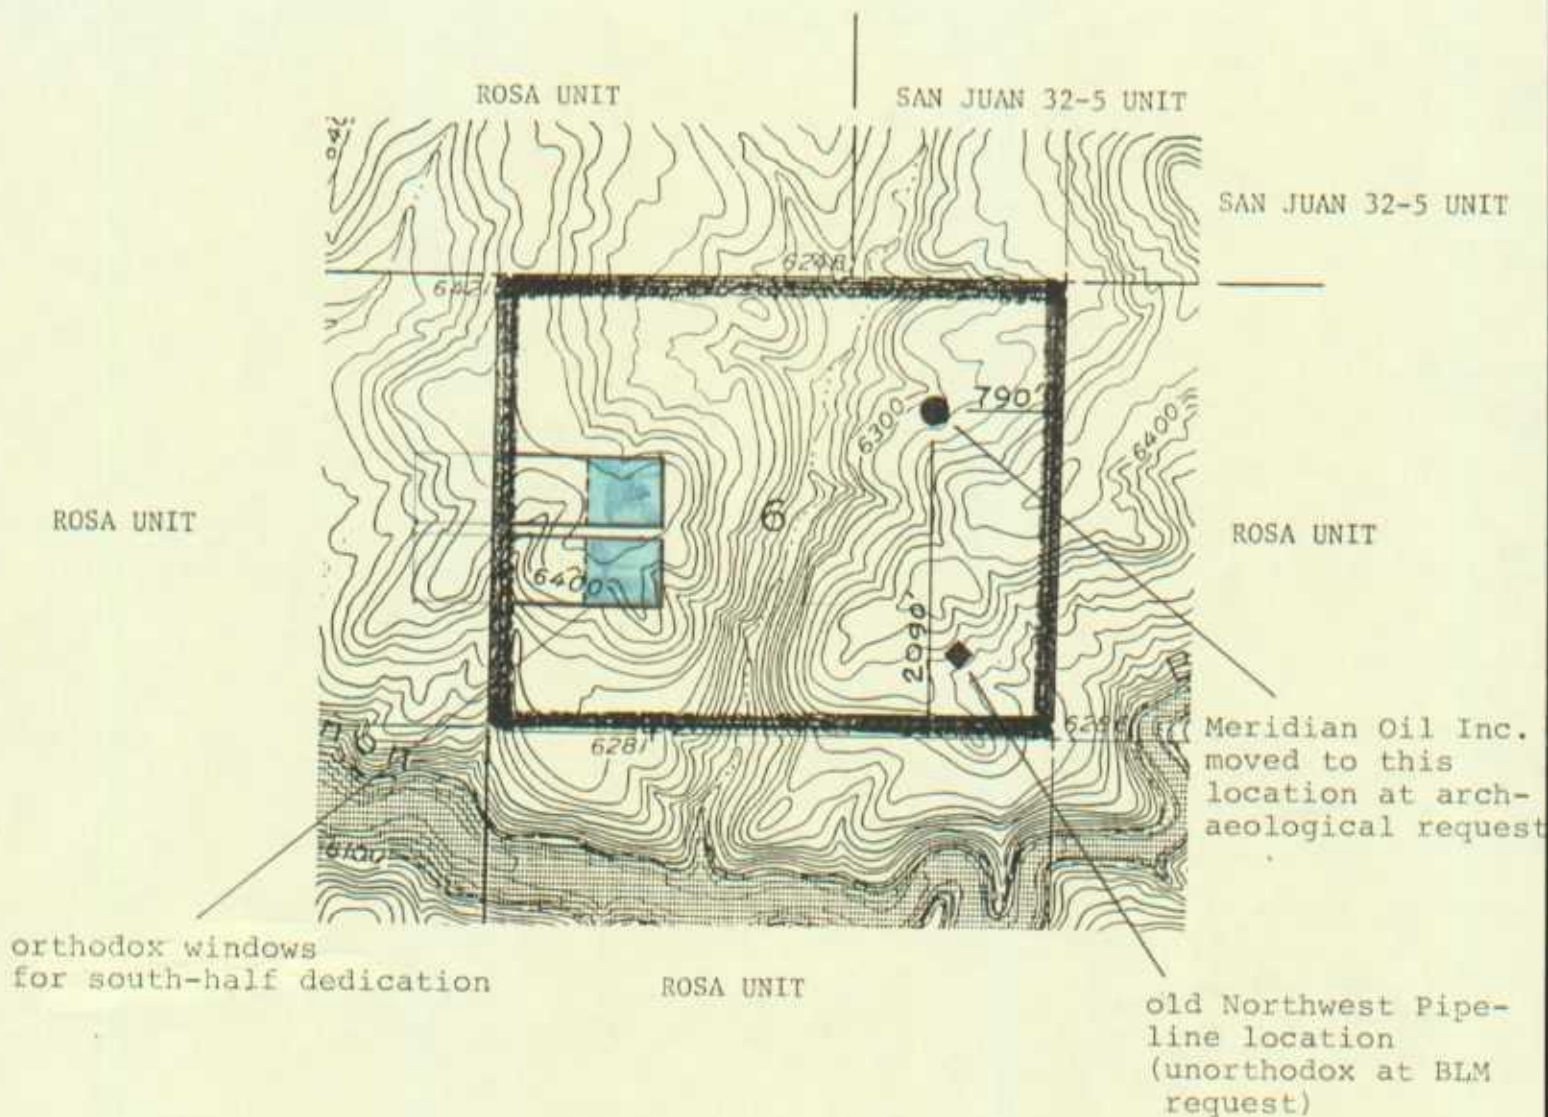 ROSA UNIT
SAN JUAN 32-5 UNIT
SAN JUAN 32-5 UNIT
6248
6421
790'
6300
6400
ROSA UNIT
6
ROSA UNIT
6400
2090'
6281
Meridian Oil Inc.
moved to this
location at arch-
aeological request
6100
orthodox windows
for south-half dedication
ROSA UNIT
old Northwest Pipe-
line location
(unorthodox at BLM
request)